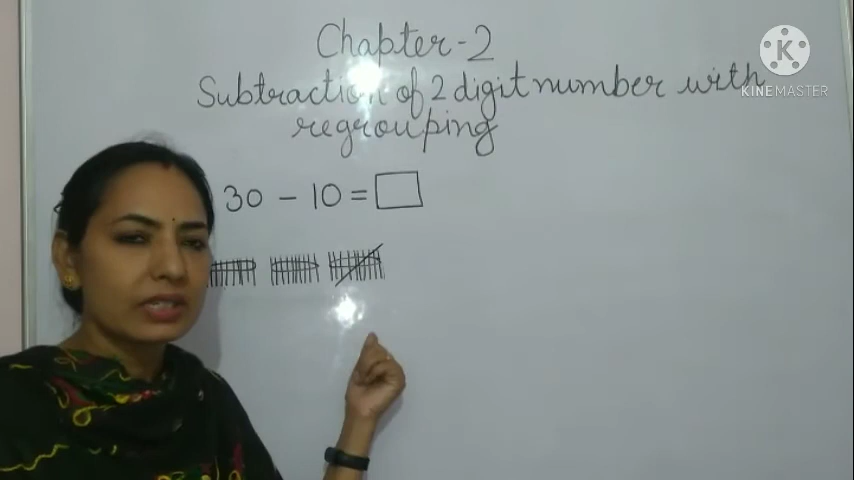 Chapter-2
Subtraction of 2 digit number with
regrouping
30 - 10 = □
K
KINEMASTER